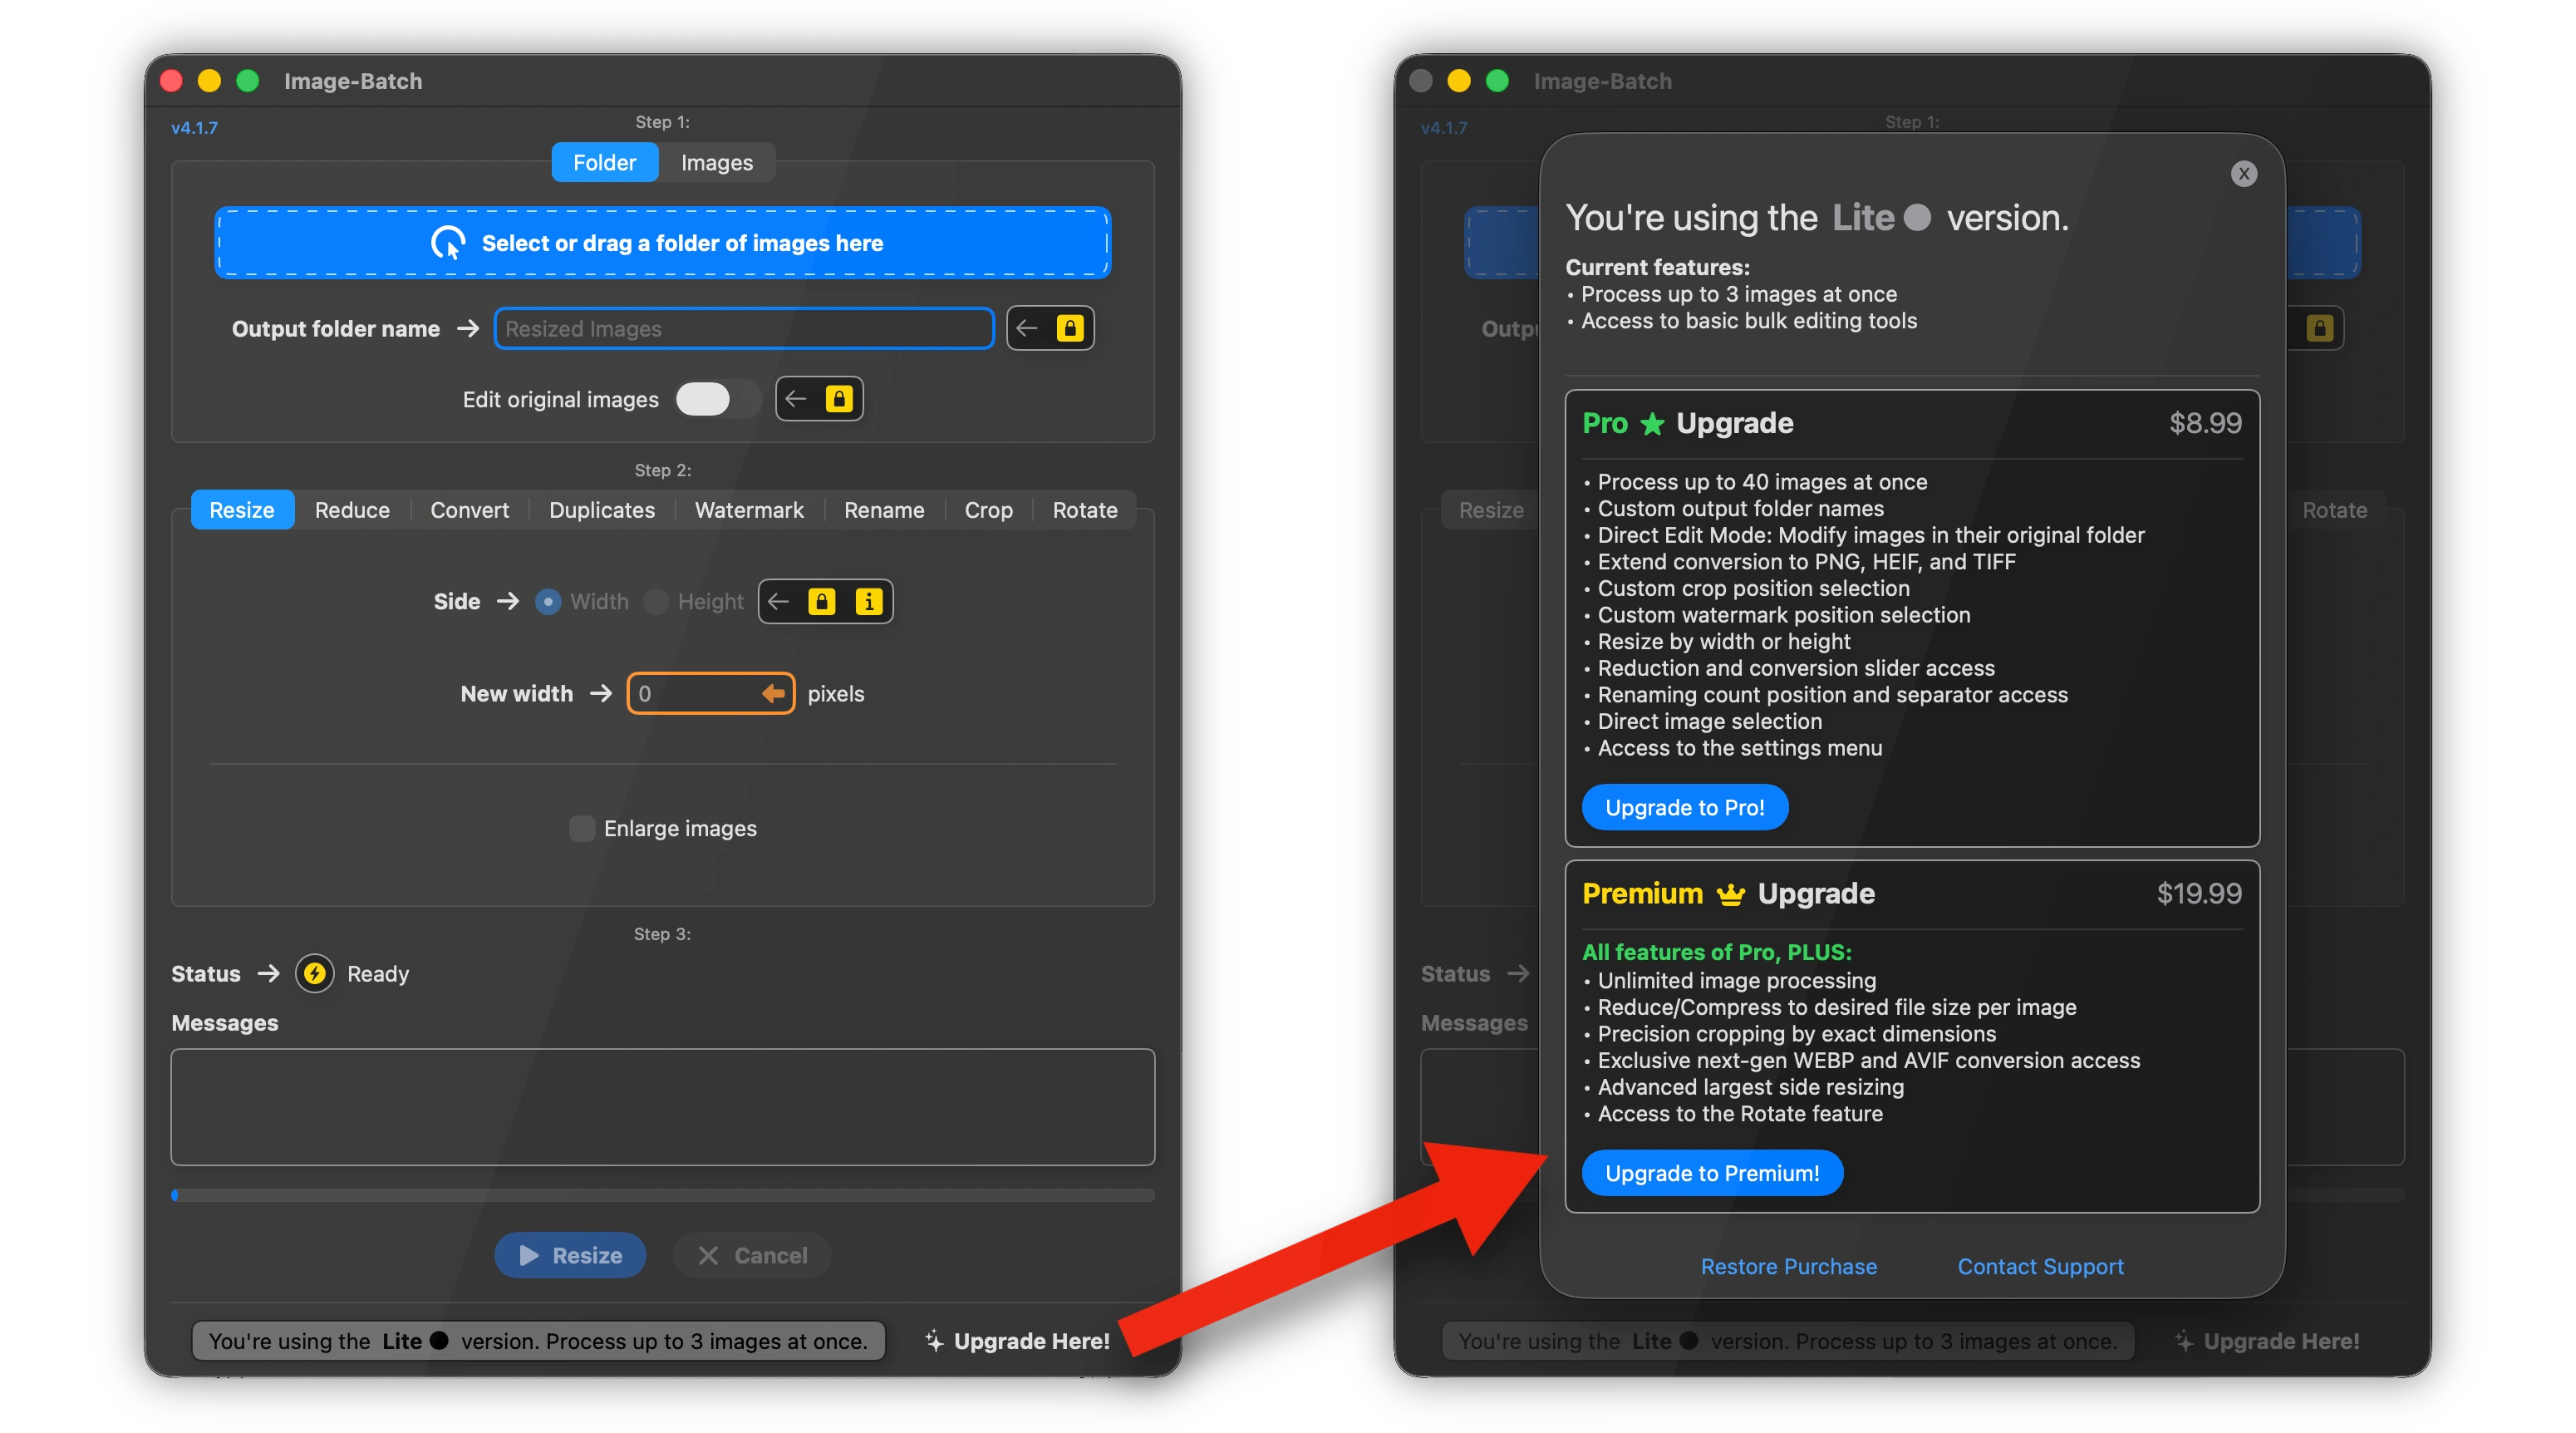 Image-Batch
v4.1.7
Step 1:
Folder Images
Select or drag a folder of images here
Output folder name → Resized Images
Edit original images
Step 2:
Resize Reduce Convert Duplicates Watermark Rename Crop Rotate
Side → Width Height
New width → 0 pixels
Enlarge images
Step 3:
Status → Ready
Messages
Resize Cancel
You're using the Lite version. Process up to 3 images at once. Upgrade Here!
Image-Batch
v4.1.7
Step 1:
X
You're using the Lite version.
Current features:
• Process up to 3 images at once
• Access to basic bulk editing tools
Outpu
Pro ★ Upgrade $8.99
• Process up to 40 images at once
• Custom output folder names
Resize Rotate
• Direct Edit Mode: Modify images in their original folder
• Extend conversion to PNG, HEIF, and TIFF
• Custom crop position selection
• Custom watermark position selection
• Resize by width or height
• Reduction and conversion slider access
• Renaming count position and separator access
• Direct image selection
• Access to the settings menu
Upgrade to Pro!
Premium Upgrade $19.99
All features of Pro, PLUS:
• Unlimited image processing
Status →
• Reduce/Compress to desired file size per image
Messages
• Precision cropping by exact dimensions
• Exclusive next-gen WEBP and AVIF conversion access
• Advanced largest side resizing
• Access to the Rotate feature
Upgrade to Premium!
Restore Purchase Contact Support
You're using the Lite version. Process up to 3 images at once. Upgrade Here!